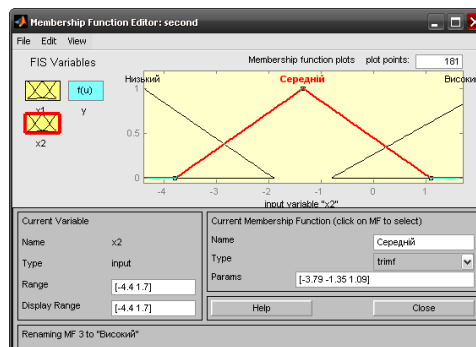 Membership Function Editor: second
File Edit View
FIS Variables
Membership function plots plot points: 181
f(u)
x1 y
x2
Низький Середній
1
0.5
0
-4 -3 -2 -1 0 1
input variable "x2"
Current Variable
Name x2
Type input
Range [-4.4 1.7]
Display Range [-4.4 1.7]
Current Membership Function (click on MF to select)
Name Середній
Type trimf
Params [-3.79 -1.35 1.09]
Help Close
Renaming MF 3 to "Високий"